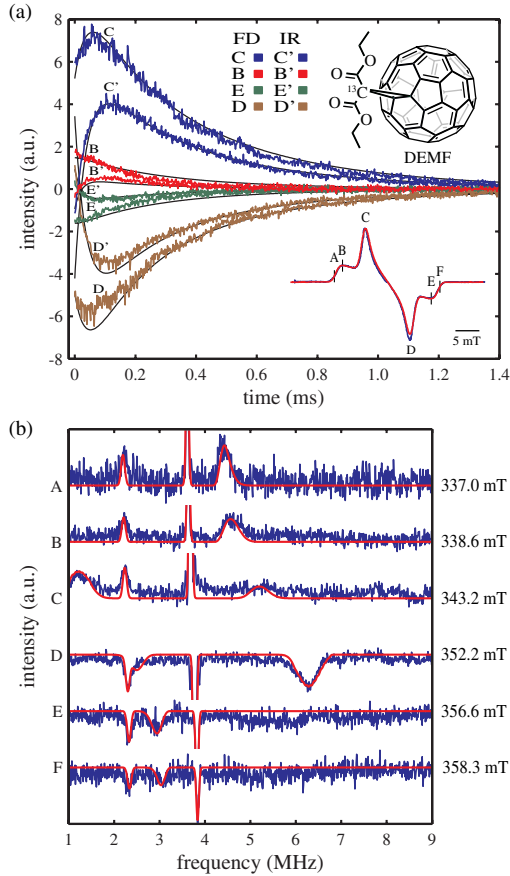 (a)
FD IR
C C'
B B'
E E'
D D'
O
O
13C
O
O
DEMF
8
6
4
2
0
-2
-4
-6
-8
intensity (a.u.)
C
C'
B
B'
E'
E
D'
D
C
B
A
E
F
D
5 mT
0 0.2 0.4 0.6 0.8 1.0 1.2 1.4
time (ms)
(b)
A 337.0 mT
B 338.6 mT
C 343.2 mT
D 352.2 mT
E 356.6 mT
F 358.3 mT
intensity (a.u.)
1 2 3 4 5 6 7 8 9
frequency (MHz)